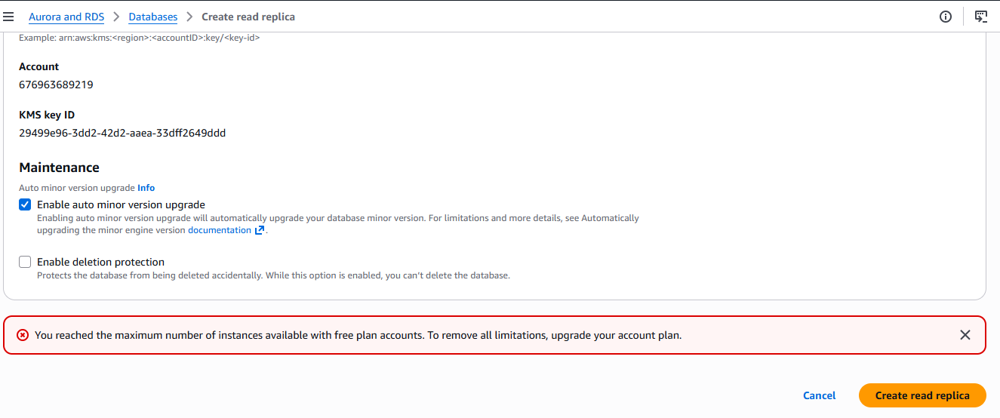 Aurora and RDS > Databases > Create read replica
Example: arn:aws:kms:<region>:<accountID>:key/<key-id>
Account
676963689219
KMS key ID
29499e96-3dd2-42d2-aaea-33dff2649ddd
Maintenance
Auto minor version upgrade Info
Enable auto minor version upgrade
Enabling auto minor version upgrade will automatically upgrade your database minor version. For limitations and more details, see Automatically
upgrading the minor engine version documentation.
Enable deletion protection
Protects the database from being deleted accidentally. While this option is enabled, you can’t delete the database.
You reached the maximum number of instances available with free plan accounts. To remove all limitations, upgrade your account plan.
Cancel Create read replica